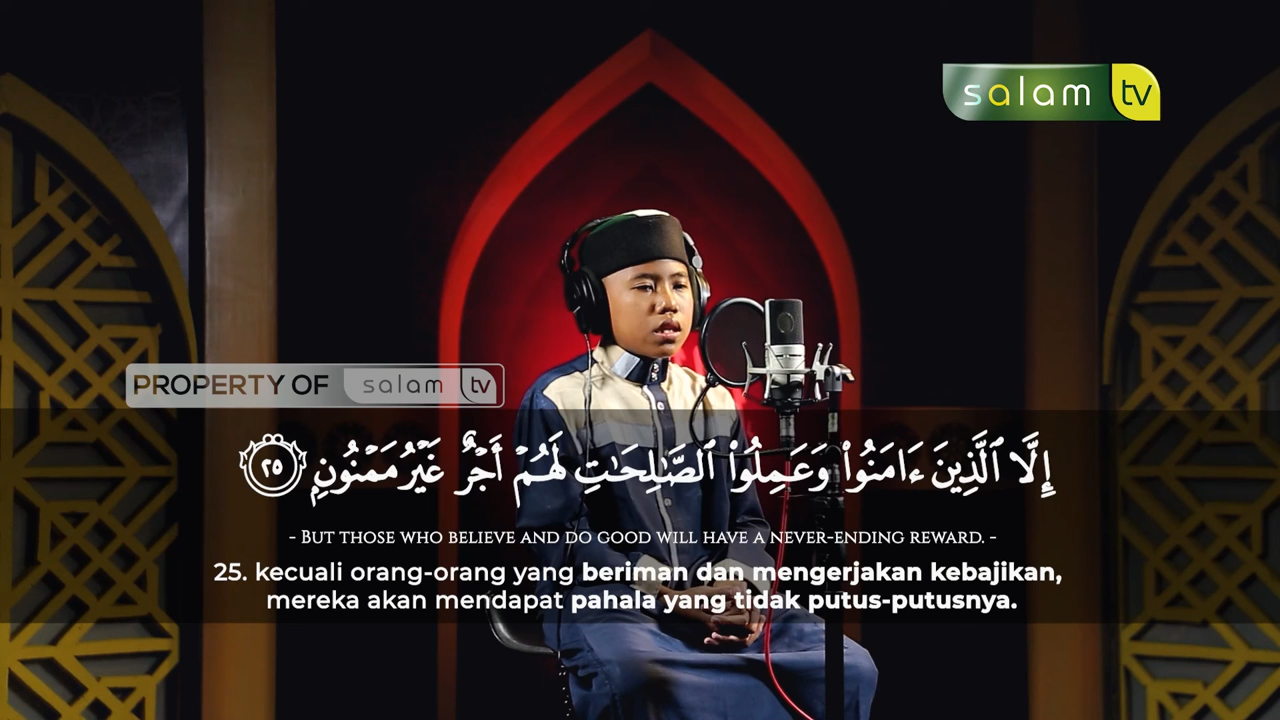 salam tv
PROPERTY OF salam tv
إِلَّا ٱلَّذِينَ ءَامَنُوا۟ وَعَمِلُوا۟ ٱلصَّـٰلِحَـٰتِ لَهُمْ أَجْرٌ غَيْرُ مَمْنُونٍۭ ٢٥
- But those who believe and do good will have a never-ending reward. -
25. kecuali orang-orang yang beriman dan mengerjakan kebajikan,
mereka akan mendapat pahala yang tidak putus-putusnya.